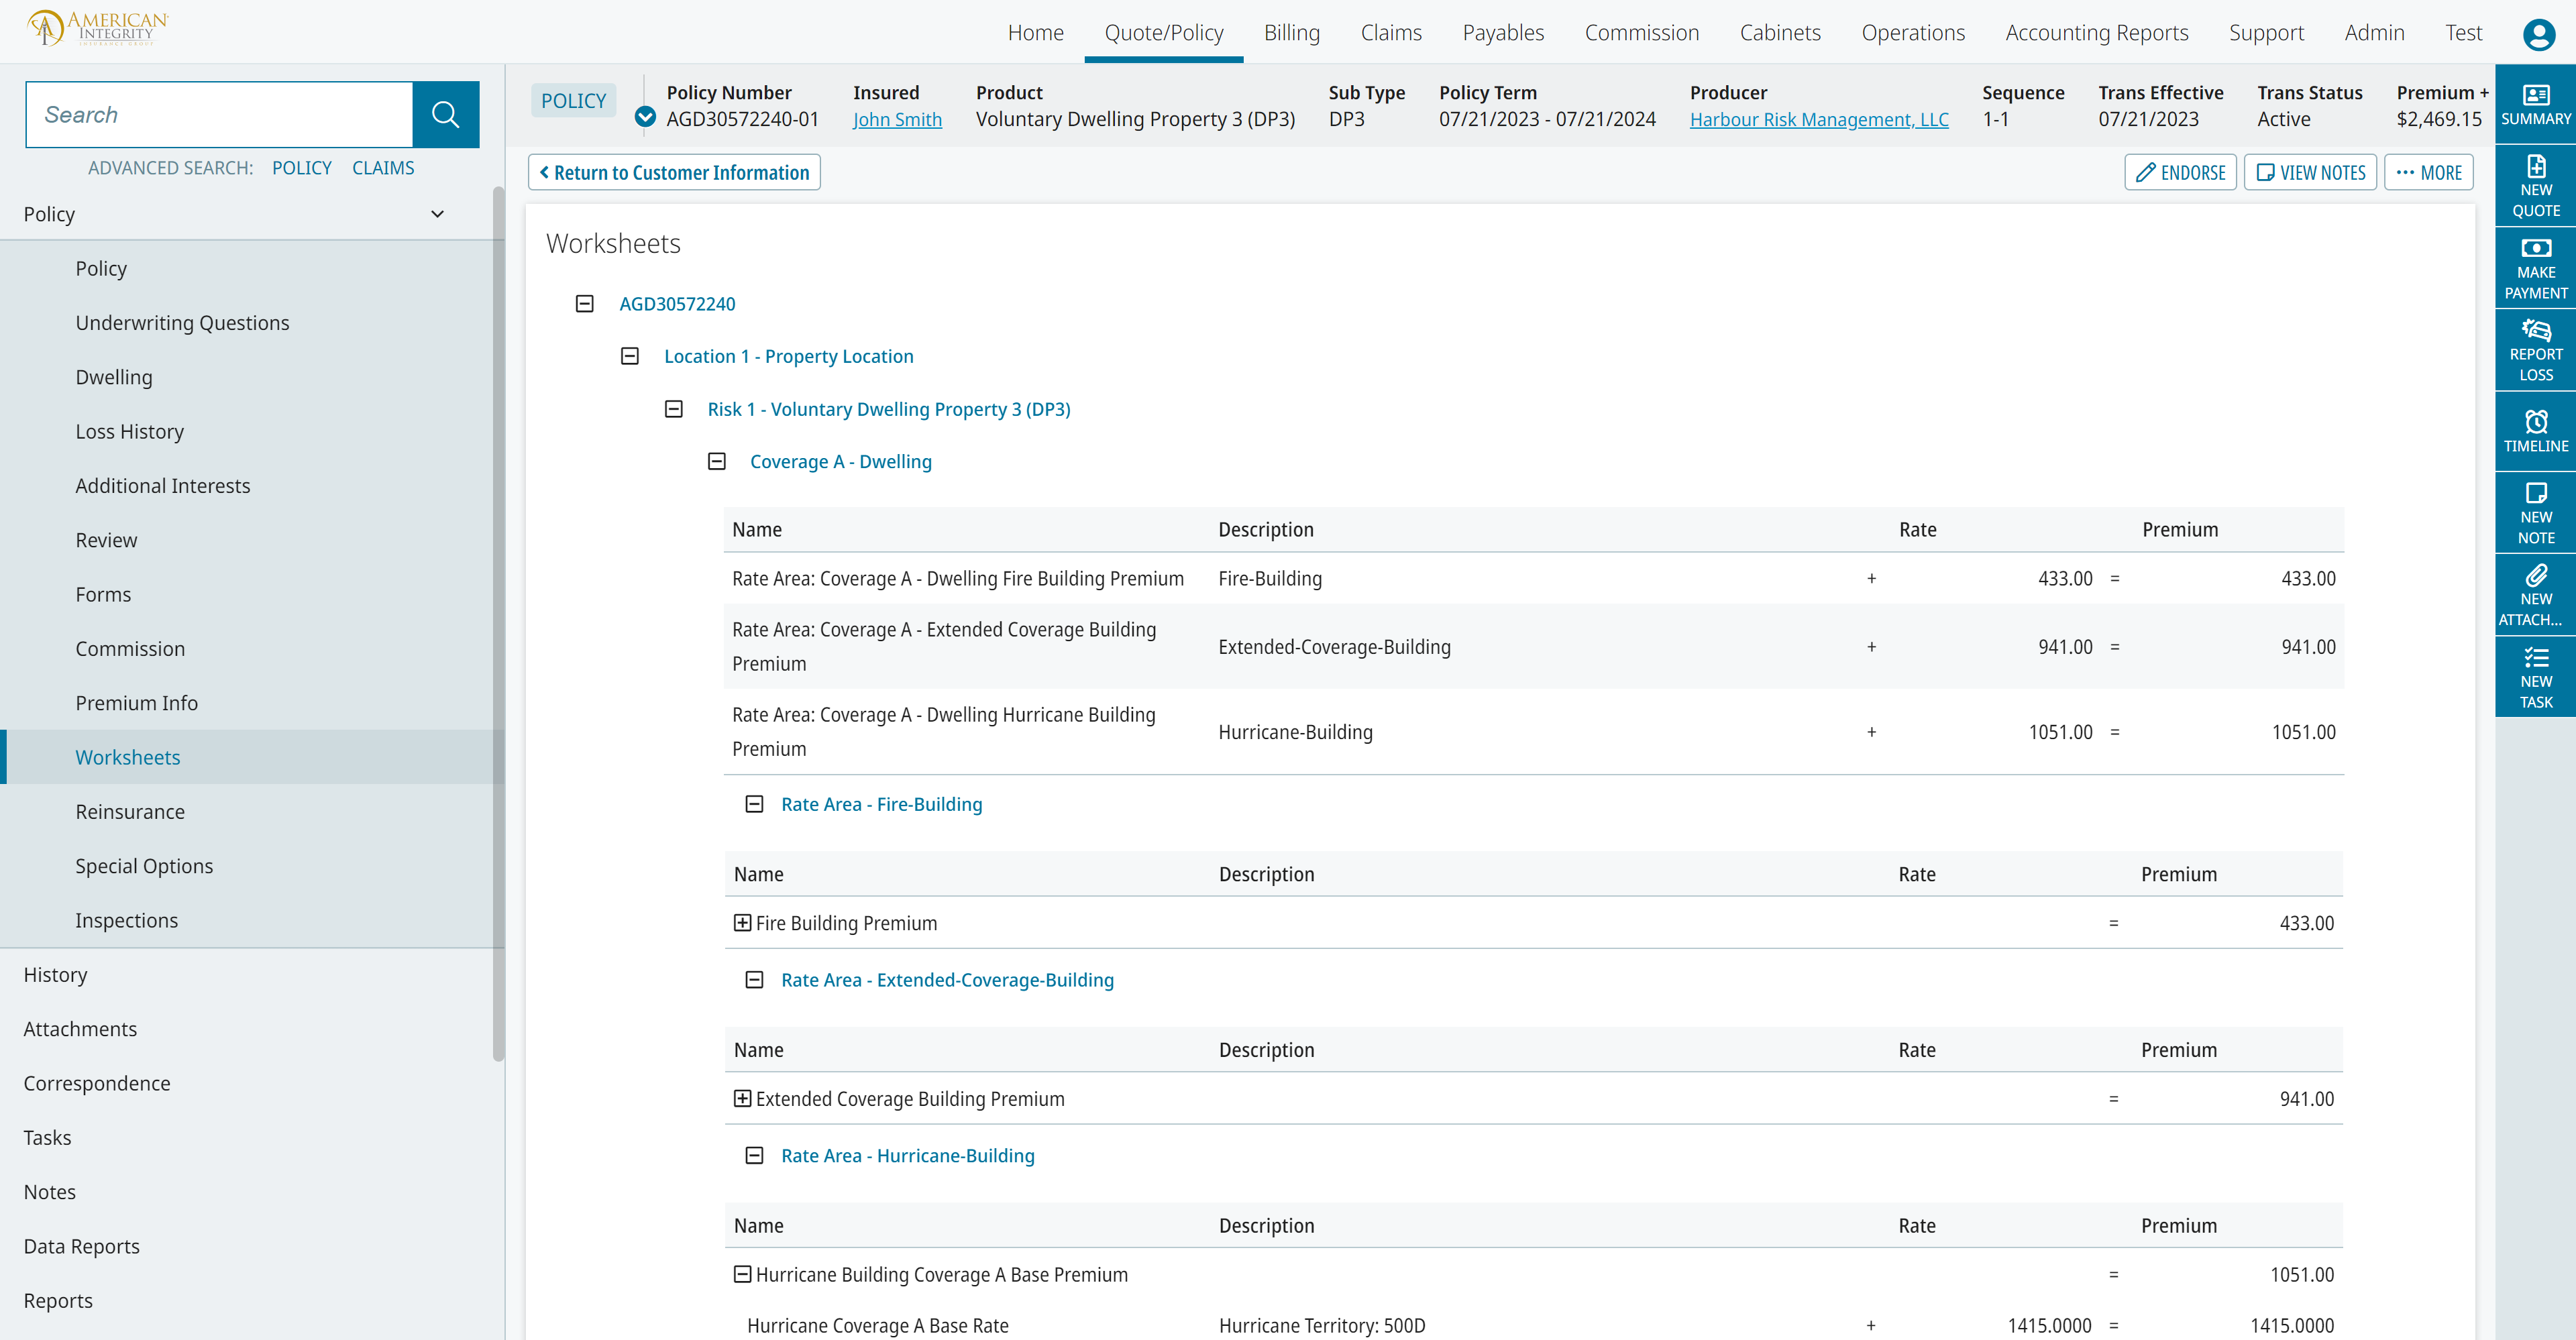 AMERICAN
INTEGRITY
INSURANCE GROUP
Home Quote/Policy Billing Claims Payables Commission Cabinets Operations Accounting Reports Support Admin Test
Search
ADVANCED SEARCH: POLICY CLAIMS
Policy
Policy
Underwriting Questions
Dwelling
Loss History
Additional Interests
Review
Forms
Commission
Premium Info
Worksheets
Reinsurance
Special Options
Inspections
History
Attachments
Correspondence
Tasks
Notes
Data Reports
Reports
POLICY
Policy Number Insured Product Sub Type Policy Term Producer Sequence Trans Effective Trans Status Premium +
AGD30572240-01 John Smith Voluntary Dwelling Property 3 (DP3) DP3 07/21/2023 - 07/21/2024 Harbour Risk Management, LLC 1-1 07/21/2023 Active $2,469.15
Return to Customer Information
ENDORSE VIEW NOTES ··· MORE
Worksheets
AGD30572240
Location 1 - Property Location
Risk 1 - Voluntary Dwelling Property 3 (DP3)
Coverage A - Dwelling
Name Description Rate Premium
Rate Area: Coverage A - Dwelling Fire Building Premium Fire-Building + 433.00 = 433.00
Rate Area: Coverage A - Extended Coverage Building
Premium Extended-Coverage-Building + 941.00 = 941.00
Rate Area: Coverage A - Dwelling Hurricane Building
Premium Hurricane-Building + 1051.00 = 1051.00
Rate Area - Fire-Building
Name Description Rate Premium
Fire Building Premium = 433.00
Rate Area - Extended-Coverage-Building
Name Description Rate Premium
Extended Coverage Building Premium = 941.00
Rate Area - Hurricane-Building
Name Description Rate Premium
Hurricane Building Coverage A Base Premium = 1051.00
Hurricane Coverage A Base Rate Hurricane Territory: 500D + 1415.0000 = 1415.0000
SUMMARY
NEW
QUOTE
MAKE
PAYMENT
REPORT
LOSS
TIMELINE
NEW
NOTE
NEW
ATTACH...
NEW
TASK